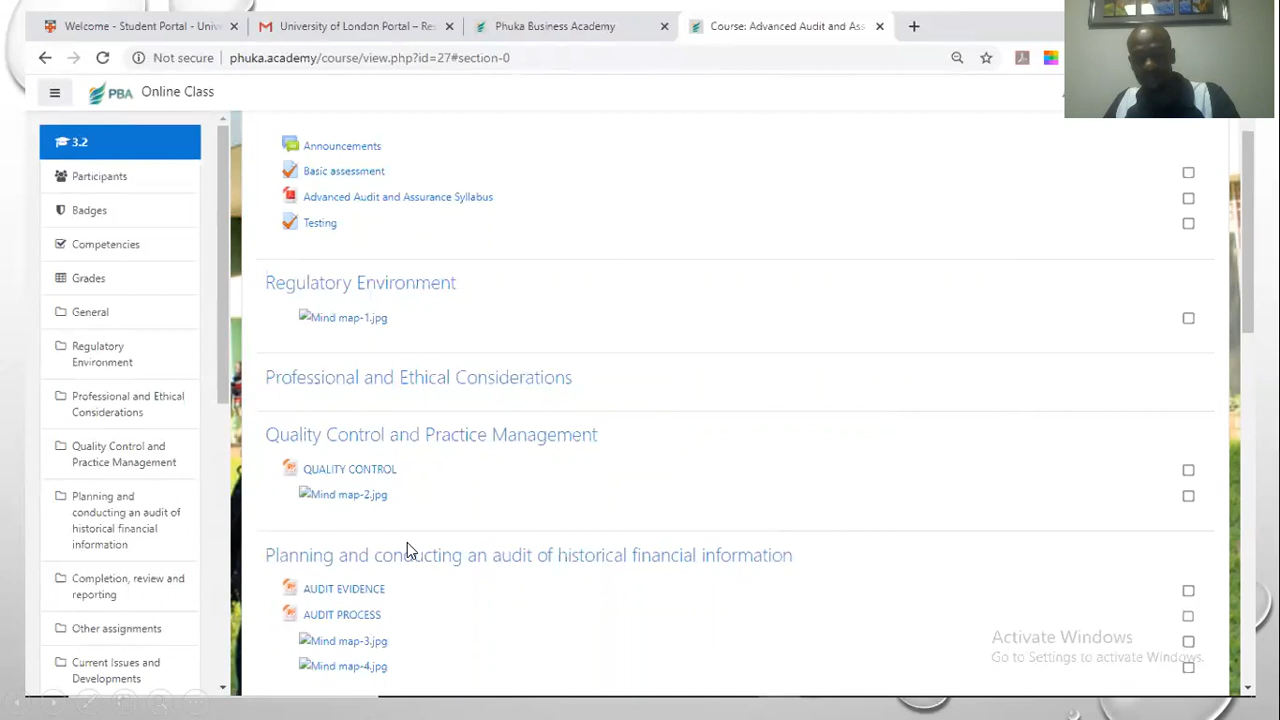 Welcome - Student Portal - Unive
University of London Portal – Re
Phuka Business Academy
Course: Advanced Audit and Ass
Not secure
phuka.academy/course/view.php?id=27#section-0
PBA
Online Class
3.2
Participants
Badges
Competencies
Grades
General
Regulatory
Environment
Professional and Ethical
Considerations
Quality Control and
Practice Management
Planning and
conducting an audit of
historical financial
information
Completion, review and
reporting
Other assignments
Current Issues and
Developments
Announcements
Basic assessment
Advanced Audit and Assurance Syllabus
Testing
Regulatory Environment
Mind map-1.jpg
Professional and Ethical Considerations
Quality Control and Practice Management
QUALITY CONTROL
Mind map-2.jpg
Planning and conducting an audit of historical financial information
AUDIT EVIDENCE
AUDIT PROCESS
Mind map-3.jpg
Mind map-4.jpg
Activate Windows
Go to Settings to activate Windows.